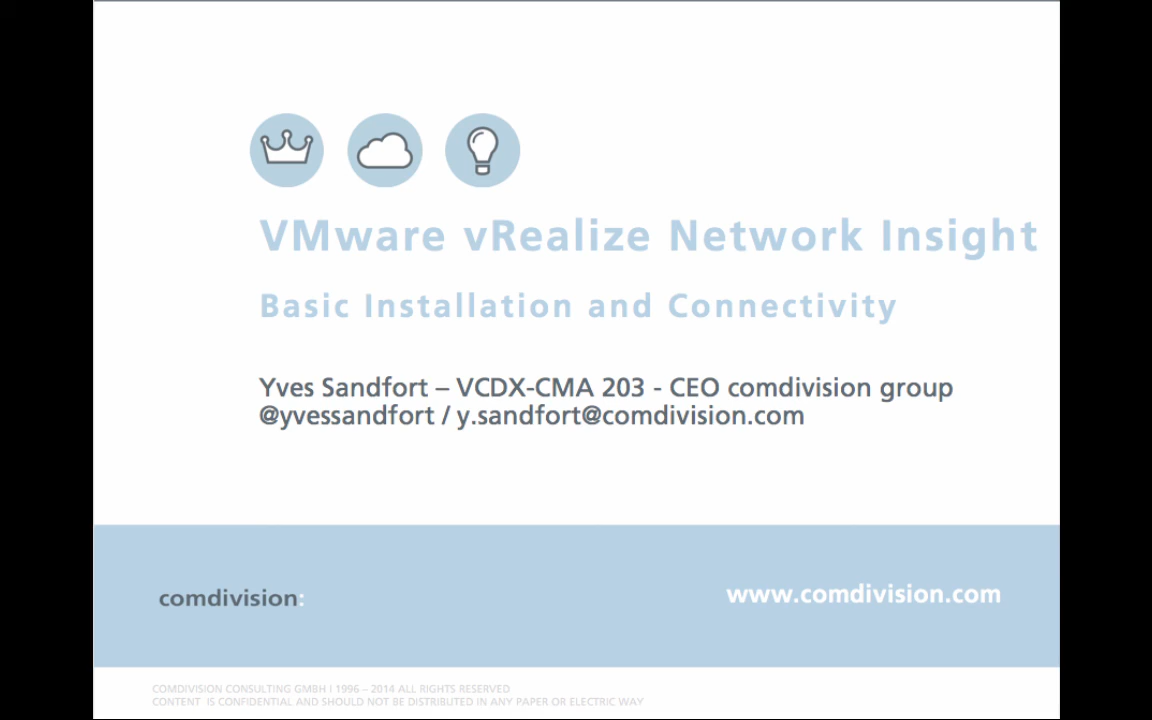 VMware vRealize Network Insight
Basic Installation and Connectivity
Yves Sandfort – VCDX-CMA 203 - CEO comdivision group
@yvessandfort / y.sandfort@comdivision.com
comdivision:
www.comdivision.com
COMDIVISION CONSULTING GMBH I 1996 – 2014 ALL RIGHTS RESERVED
CONTENT IS CONFIDENTIAL AND SHOULD NOT BE DISTRIBUTED IN ANY PAPER OR ELECTRIC WAY